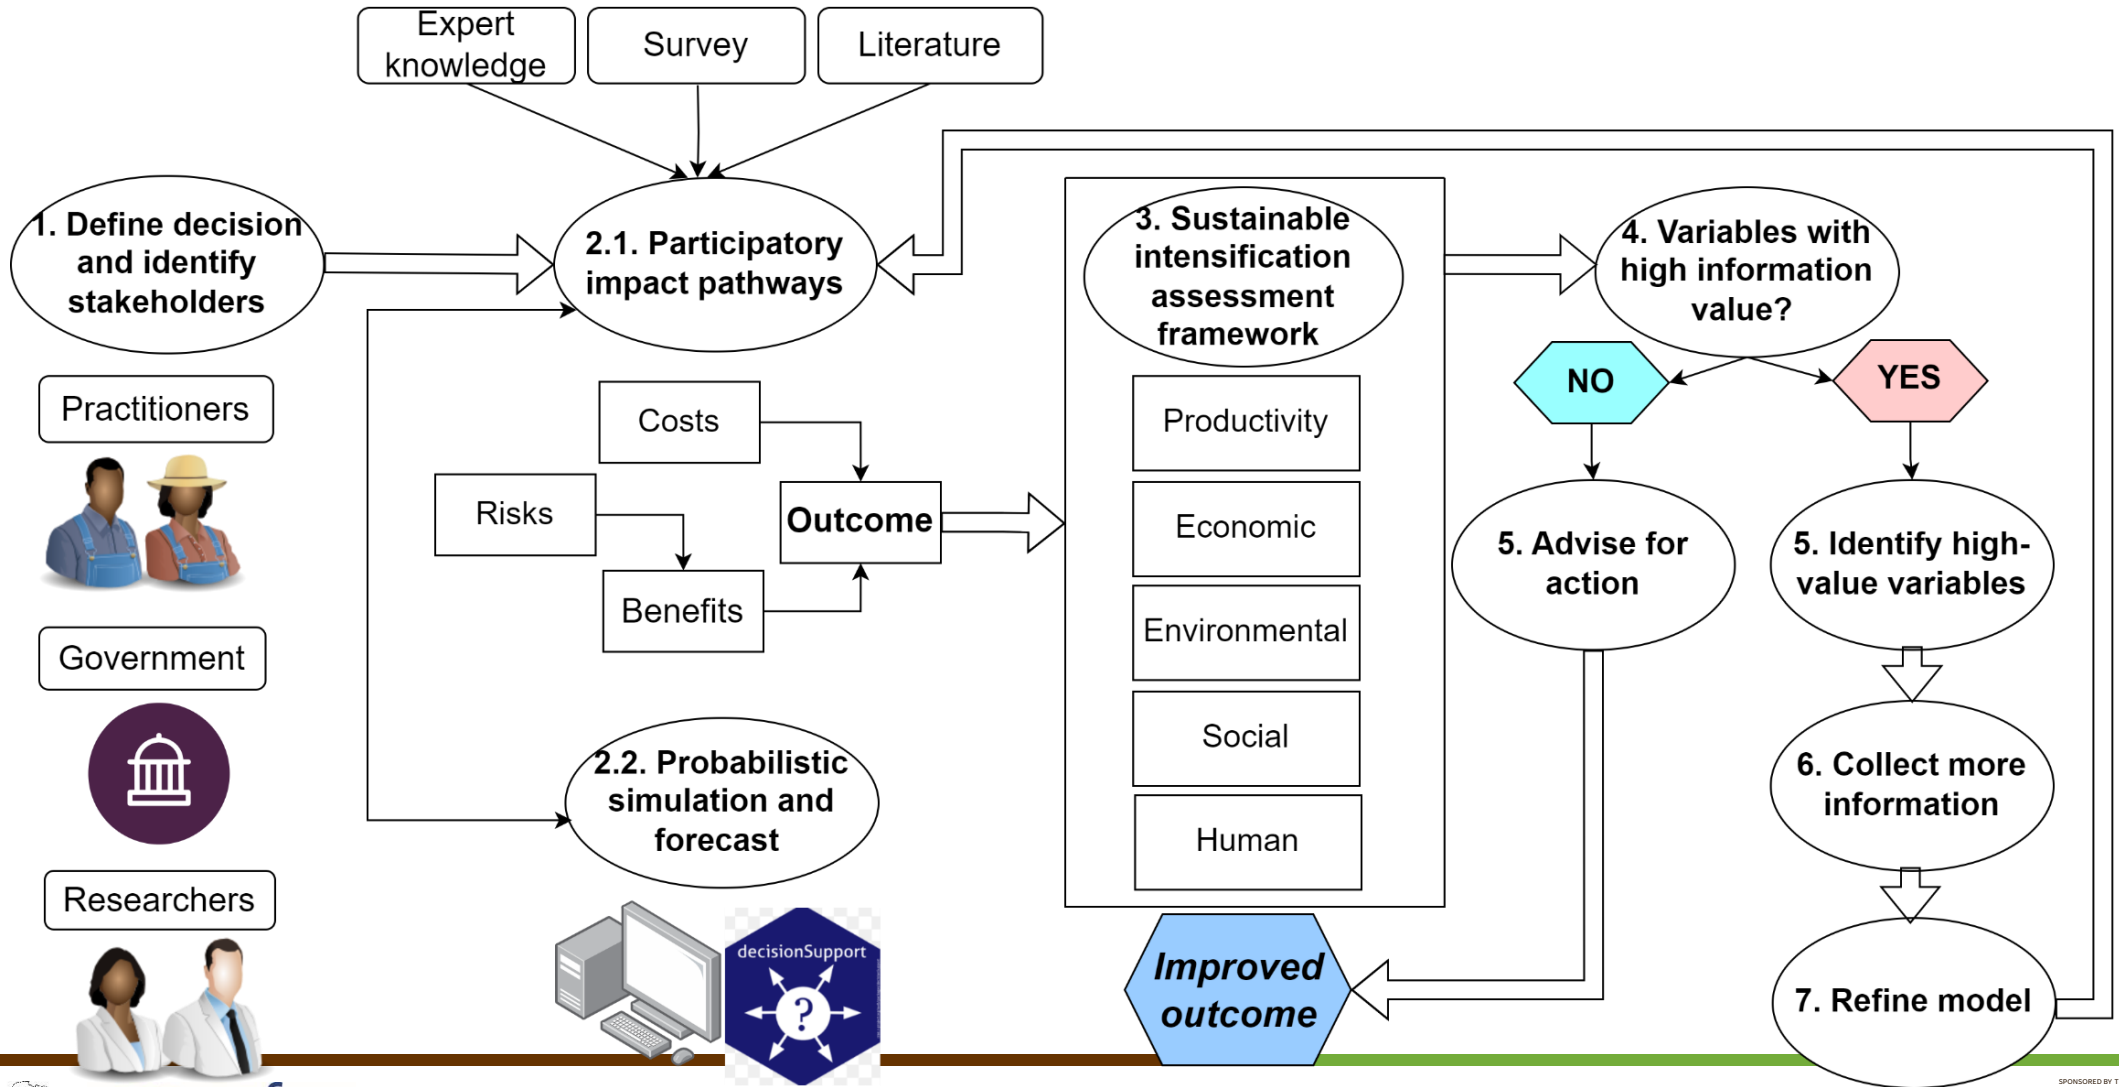 Expert
knowledge
Survey
Literature
1. Define decision
and identify
stakeholders
2.1. Participatory
impact pathways
3. Sustainable
intensification
assessment
framework
4. Variables with
high information
value?
NO
YES
Practitioners
Costs
Risks
Outcome
Benefits
Productivity
Economic
Environmental
Social
Human
5. Advise for
action
5. Identify high-
value variables
Government
2.2. Probabilistic
simulation and
forecast
6. Collect more
information
Researchers
decisionSupport
?
Improved
outcome
7. Refine model
SPONSORED BY T